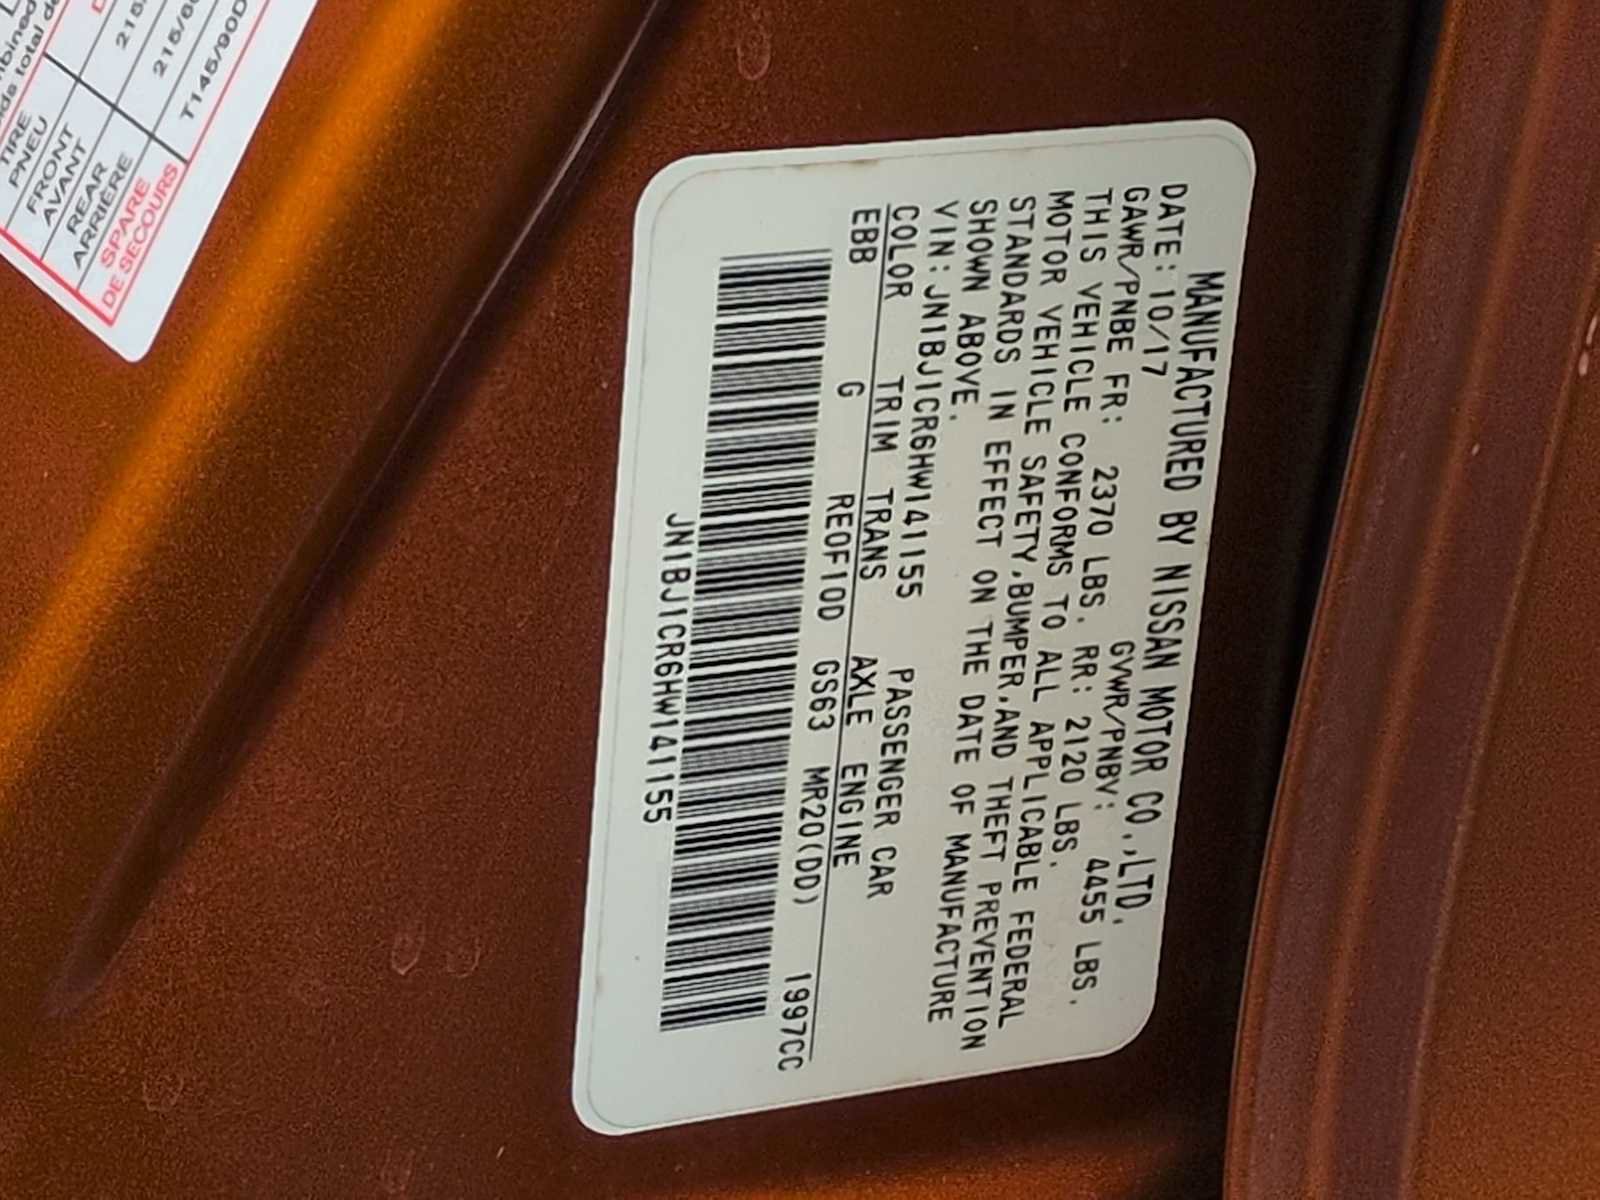 MANUFACTURED BY NISSAN MOTOR CO.,LTD.
DATE:10/17 GVWR/PNBV: 4455 LBS.
GAWR/PNBE FR: 2370 LBS. RR: 2120 LBS.
THIS VEHICLE CONFORMS TO ALL APPLICABLE FEDERAL
MOTOR VEHICLE SAFETY,BUMPER,AND THEFT PREVENTION
STANDARDS IN EFFECT ON THE DATE OF MANUFACTURE
SHOWN ABOVE.
VIN:JN1BJ1CR6HW141155 PASSENGER CAR
COLOR TRIM TRANS AXLE ENGINE
EBB G RE0F10D GS63 MR20(DD) 1997CC
JN1BJ1CR6HW141155
total
TIRE
PNEU
FRONT
AVANT
REAR
ARRIÈRE
SPARE T145/90D
DE SECOURS